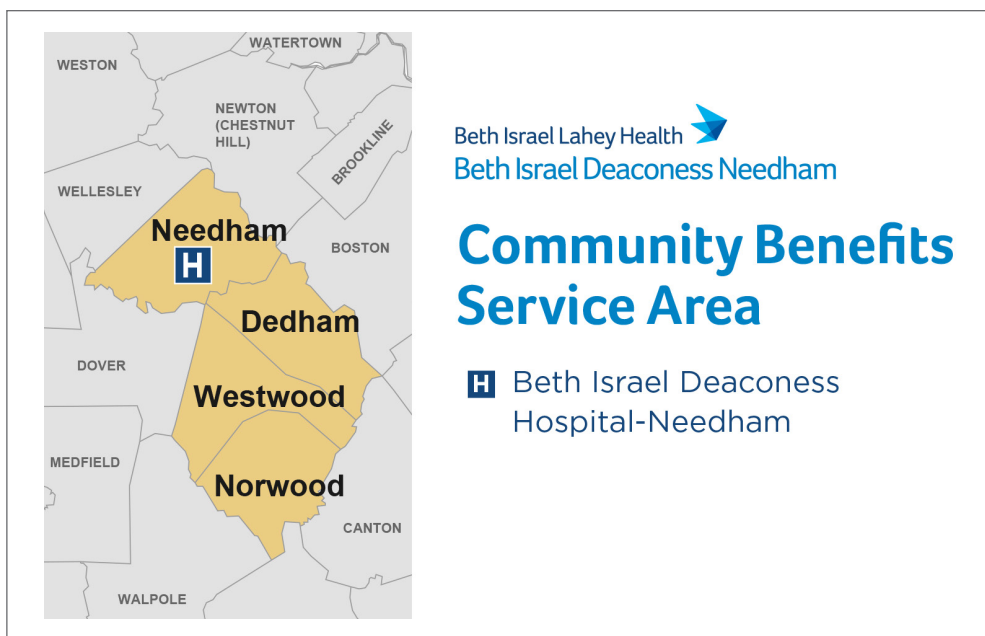 WATERTOWN
WESTON
NEWTON
(CHESTNUT
HILL)
BROOKLINE
WELLESLEY
Needham
H
BOSTON
Dedham
DOVER
Westwood
MEDFIELD
Norwood
CANTON
WALPOLE
Beth Israel Lahey Health
Beth Israel Deaconess Needham
Community Benefits
Service Area
H Beth Israel Deaconess
Hospital-Needham